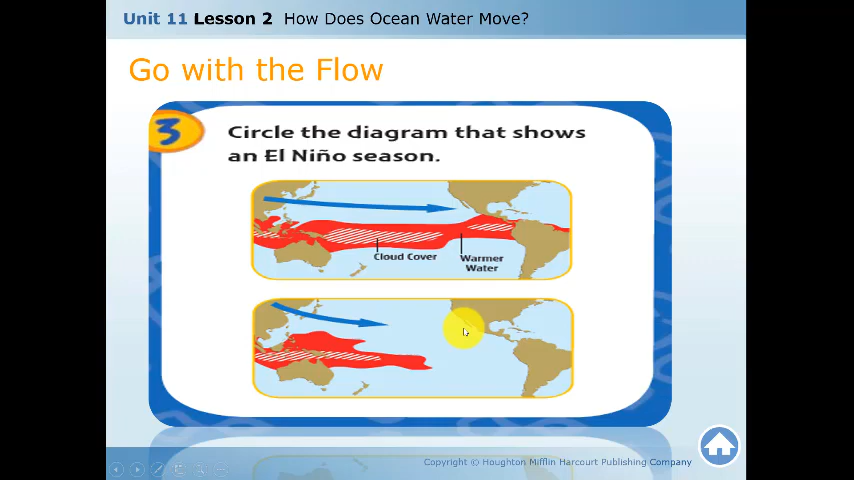 Unit 11 Lesson 2 How Does Ocean Water Move?
Go with the Flow
3
Circle the diagram that shows
an El Niño season.
Cloud Cover
Warmer
Water
Copyright © Houghton Mifflin Harcourt Publishing Company